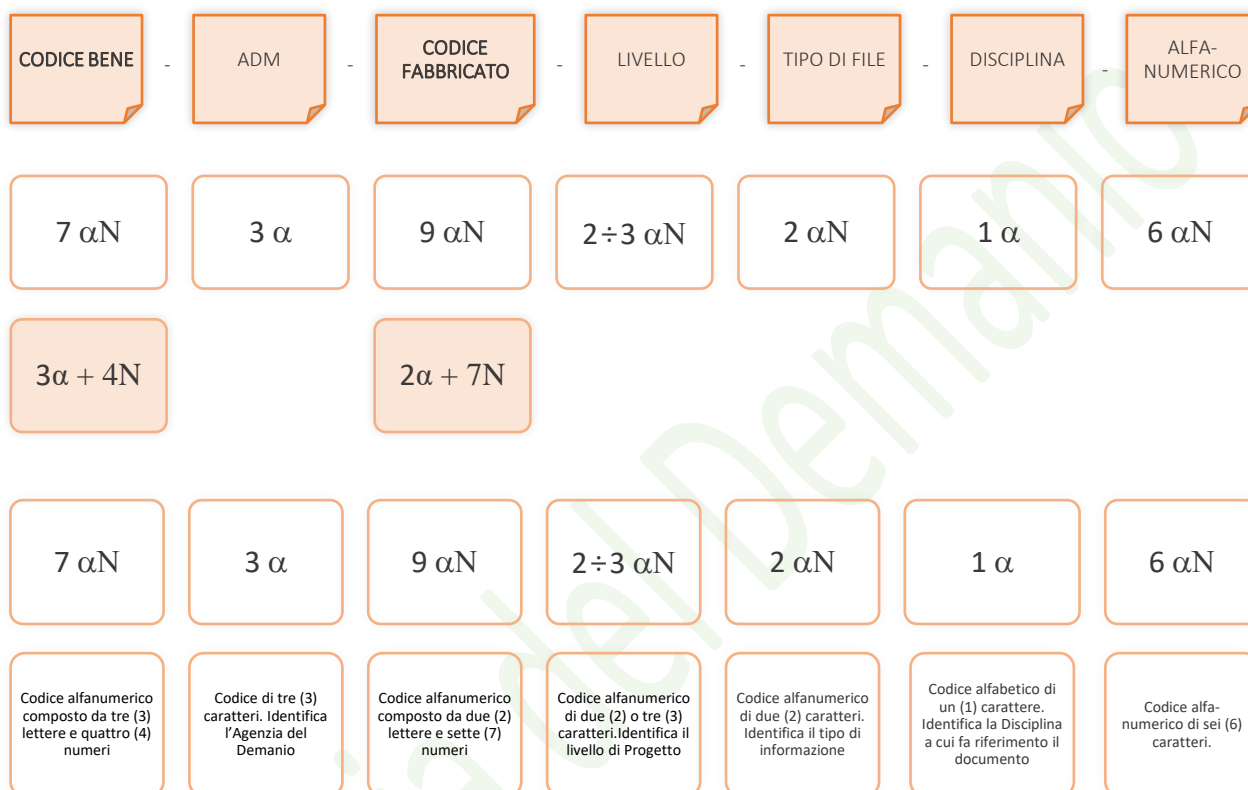 CODICE BENE - ADM - CODICE FABBRICATO - LIVELLO - TIPO DI FILE - DISCIPLINA - ALFA-NUMERICO
7 αN 3 α 9 αN 2÷3 αN 2 αN 1 α 6 αN
3α + 4N 2α + 7N
7 αN 3 α 9 αN 2÷3 αN 2 αN 1 α 6 αN
Codice alfanumerico
composto da tre (3)
lettere e quattro (4)
numeri
Codice di tre (3)
caratteri. Identifica
l'Agenzia del
Demanio
Codice alfanumerico
composto da due (2)
lettere e sette (7)
numeri
Codice alfanumerico
di due (2) o tre (3)
caratteri.Identifica il
livello di Progetto
Codice alfanumerico
di due (2) caratteri.
Identifica il tipo di
informazione
Codice alfabetico di
un (1) carattere.
Identifica la Disciplina
a cui fa riferimento il
documento
Codice alfa-
numerico di sei (6)
caratteri.
del Demanio